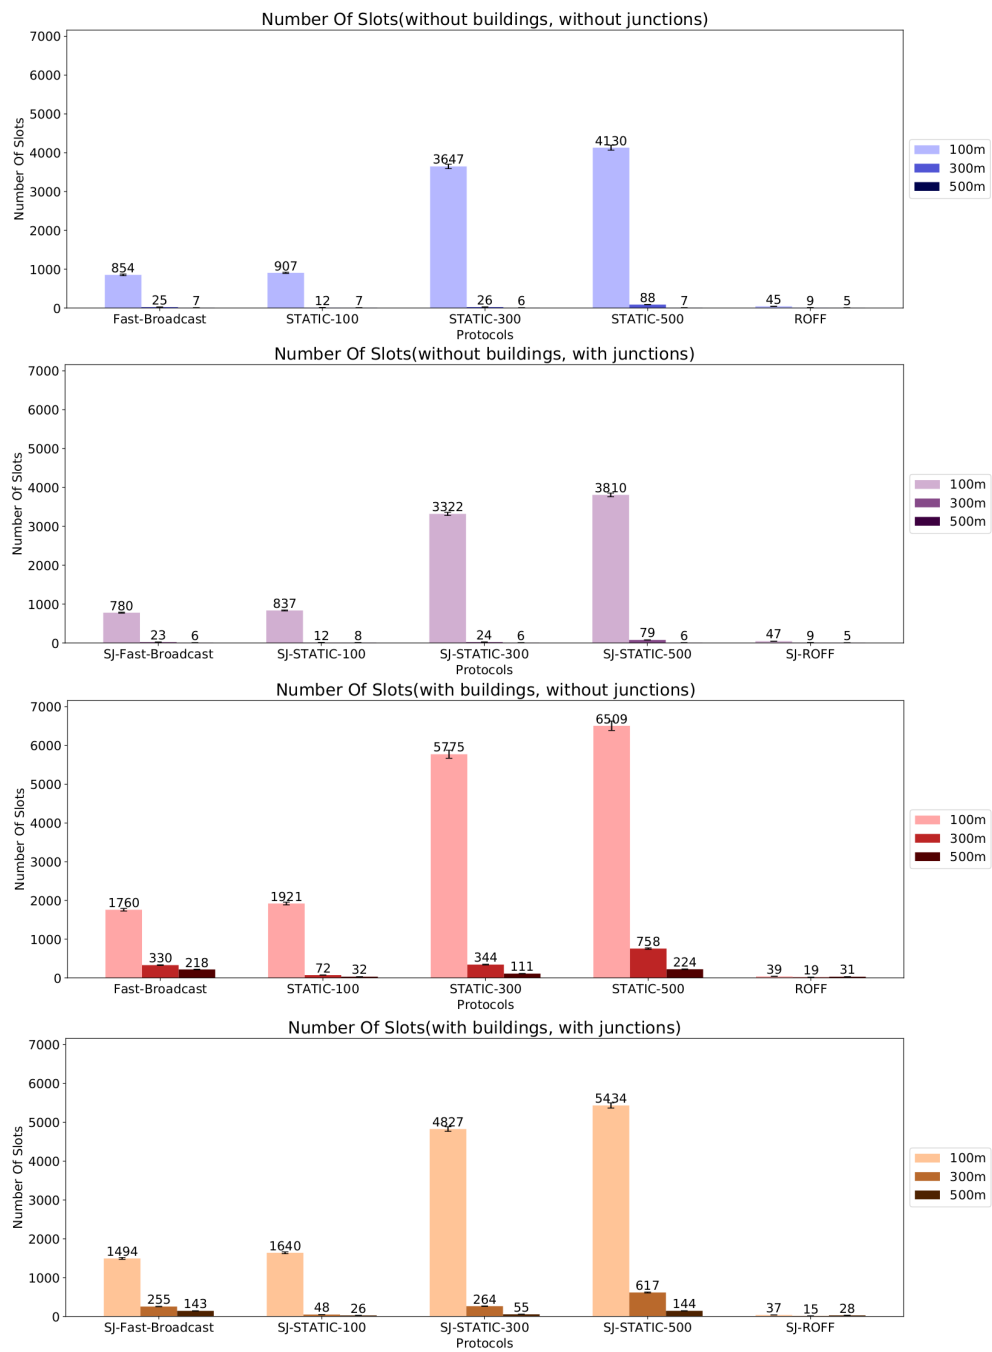 Number Of Slots(without buildings, without junctions)
7000
6000
5000
4000
3000
2000
1000
0
Number Of Slots
854 25 7 907 12 7 3647 26 6 4130 88 7 45 9 5
Fast-Broadcast STATIC-100 STATIC-300 STATIC-500 ROFF
Protocols
100m
300m
500m
Number Of Slots(without buildings, with junctions)
7000
6000
5000
4000
3000
2000
1000
0
Number Of Slots
780 23 6 837 12 8 3322 24 6 3810 79 6 47 9 5
SJ-Fast-Broadcast SJ-STATIC-100 SJ-STATIC-300 SJ-STATIC-500 SJ-ROFF
Protocols
100m
300m
500m
Number Of Slots(with buildings, without junctions)
7000
6000
5000
4000
3000
2000
1000
0
Number Of Slots
1760 330 218 1921 72 32 5775 344 111 6509 758 224 39 19 31
Fast-Broadcast STATIC-100 STATIC-300 STATIC-500 ROFF
Protocols
100m
300m
500m
Number Of Slots(with buildings, with junctions)
7000
6000
5000
4000
3000
2000
1000
0
Number Of Slots
1494 255 143 1640 48 26 4827 264 55 5434 617 144 37 15 28
SJ-Fast-Broadcast SJ-STATIC-100 SJ-STATIC-300 SJ-STATIC-500 SJ-ROFF
Protocols
100m
300m
500m